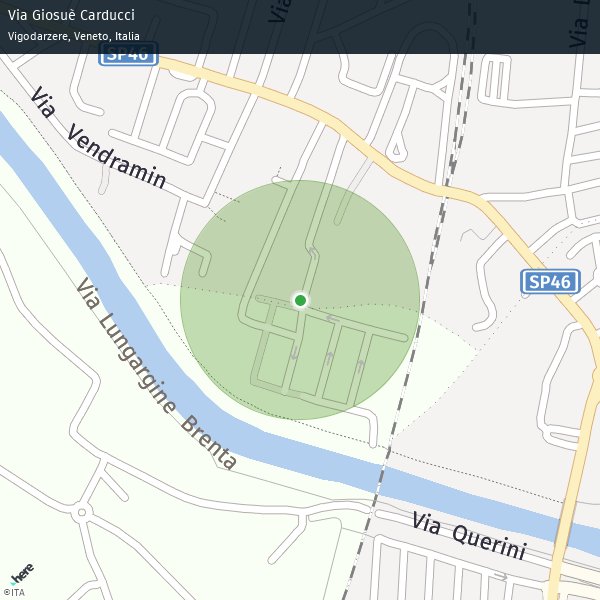 Via Giosuè Carducci
Vigodarzere, Veneto, Italia
SP46
Via
Via
Via Vendramin
SP46
Via Lungargine Brenta
Via Querini
here
©ITA